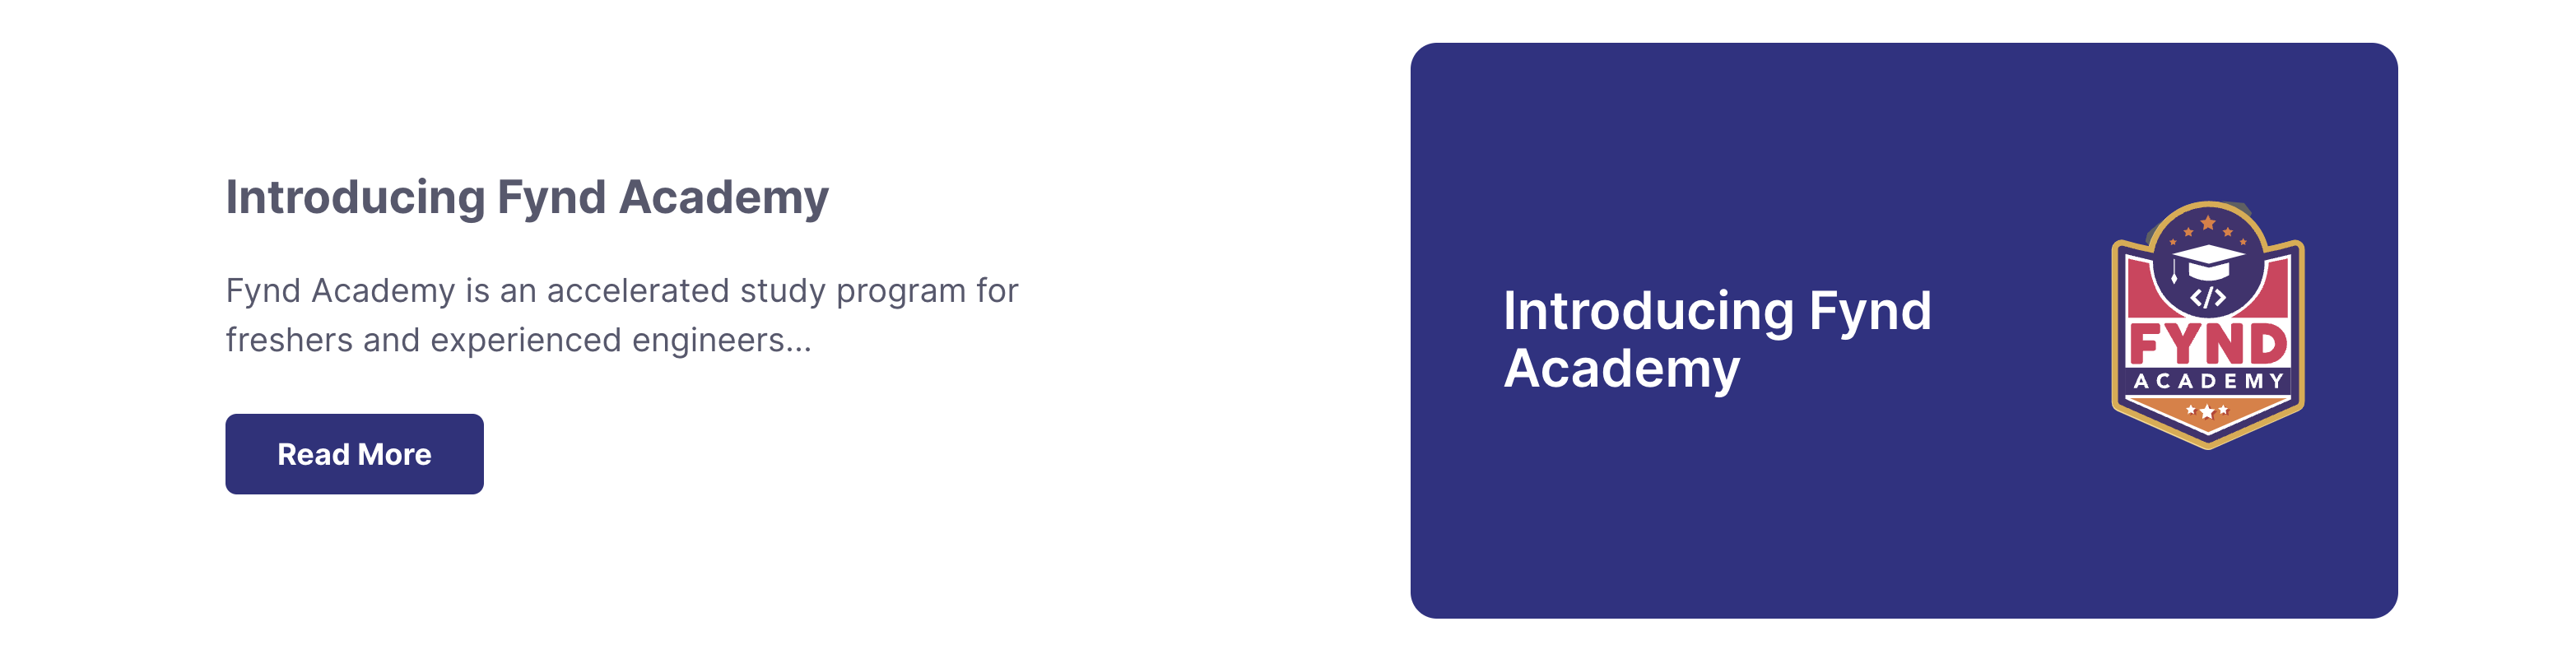 Introducing Fynd Academy
Fynd Academy is an accelerated study program for
freshers and experienced engineers...
Read More
Introducing Fynd
Academy
</>
FYND
ACADEMY